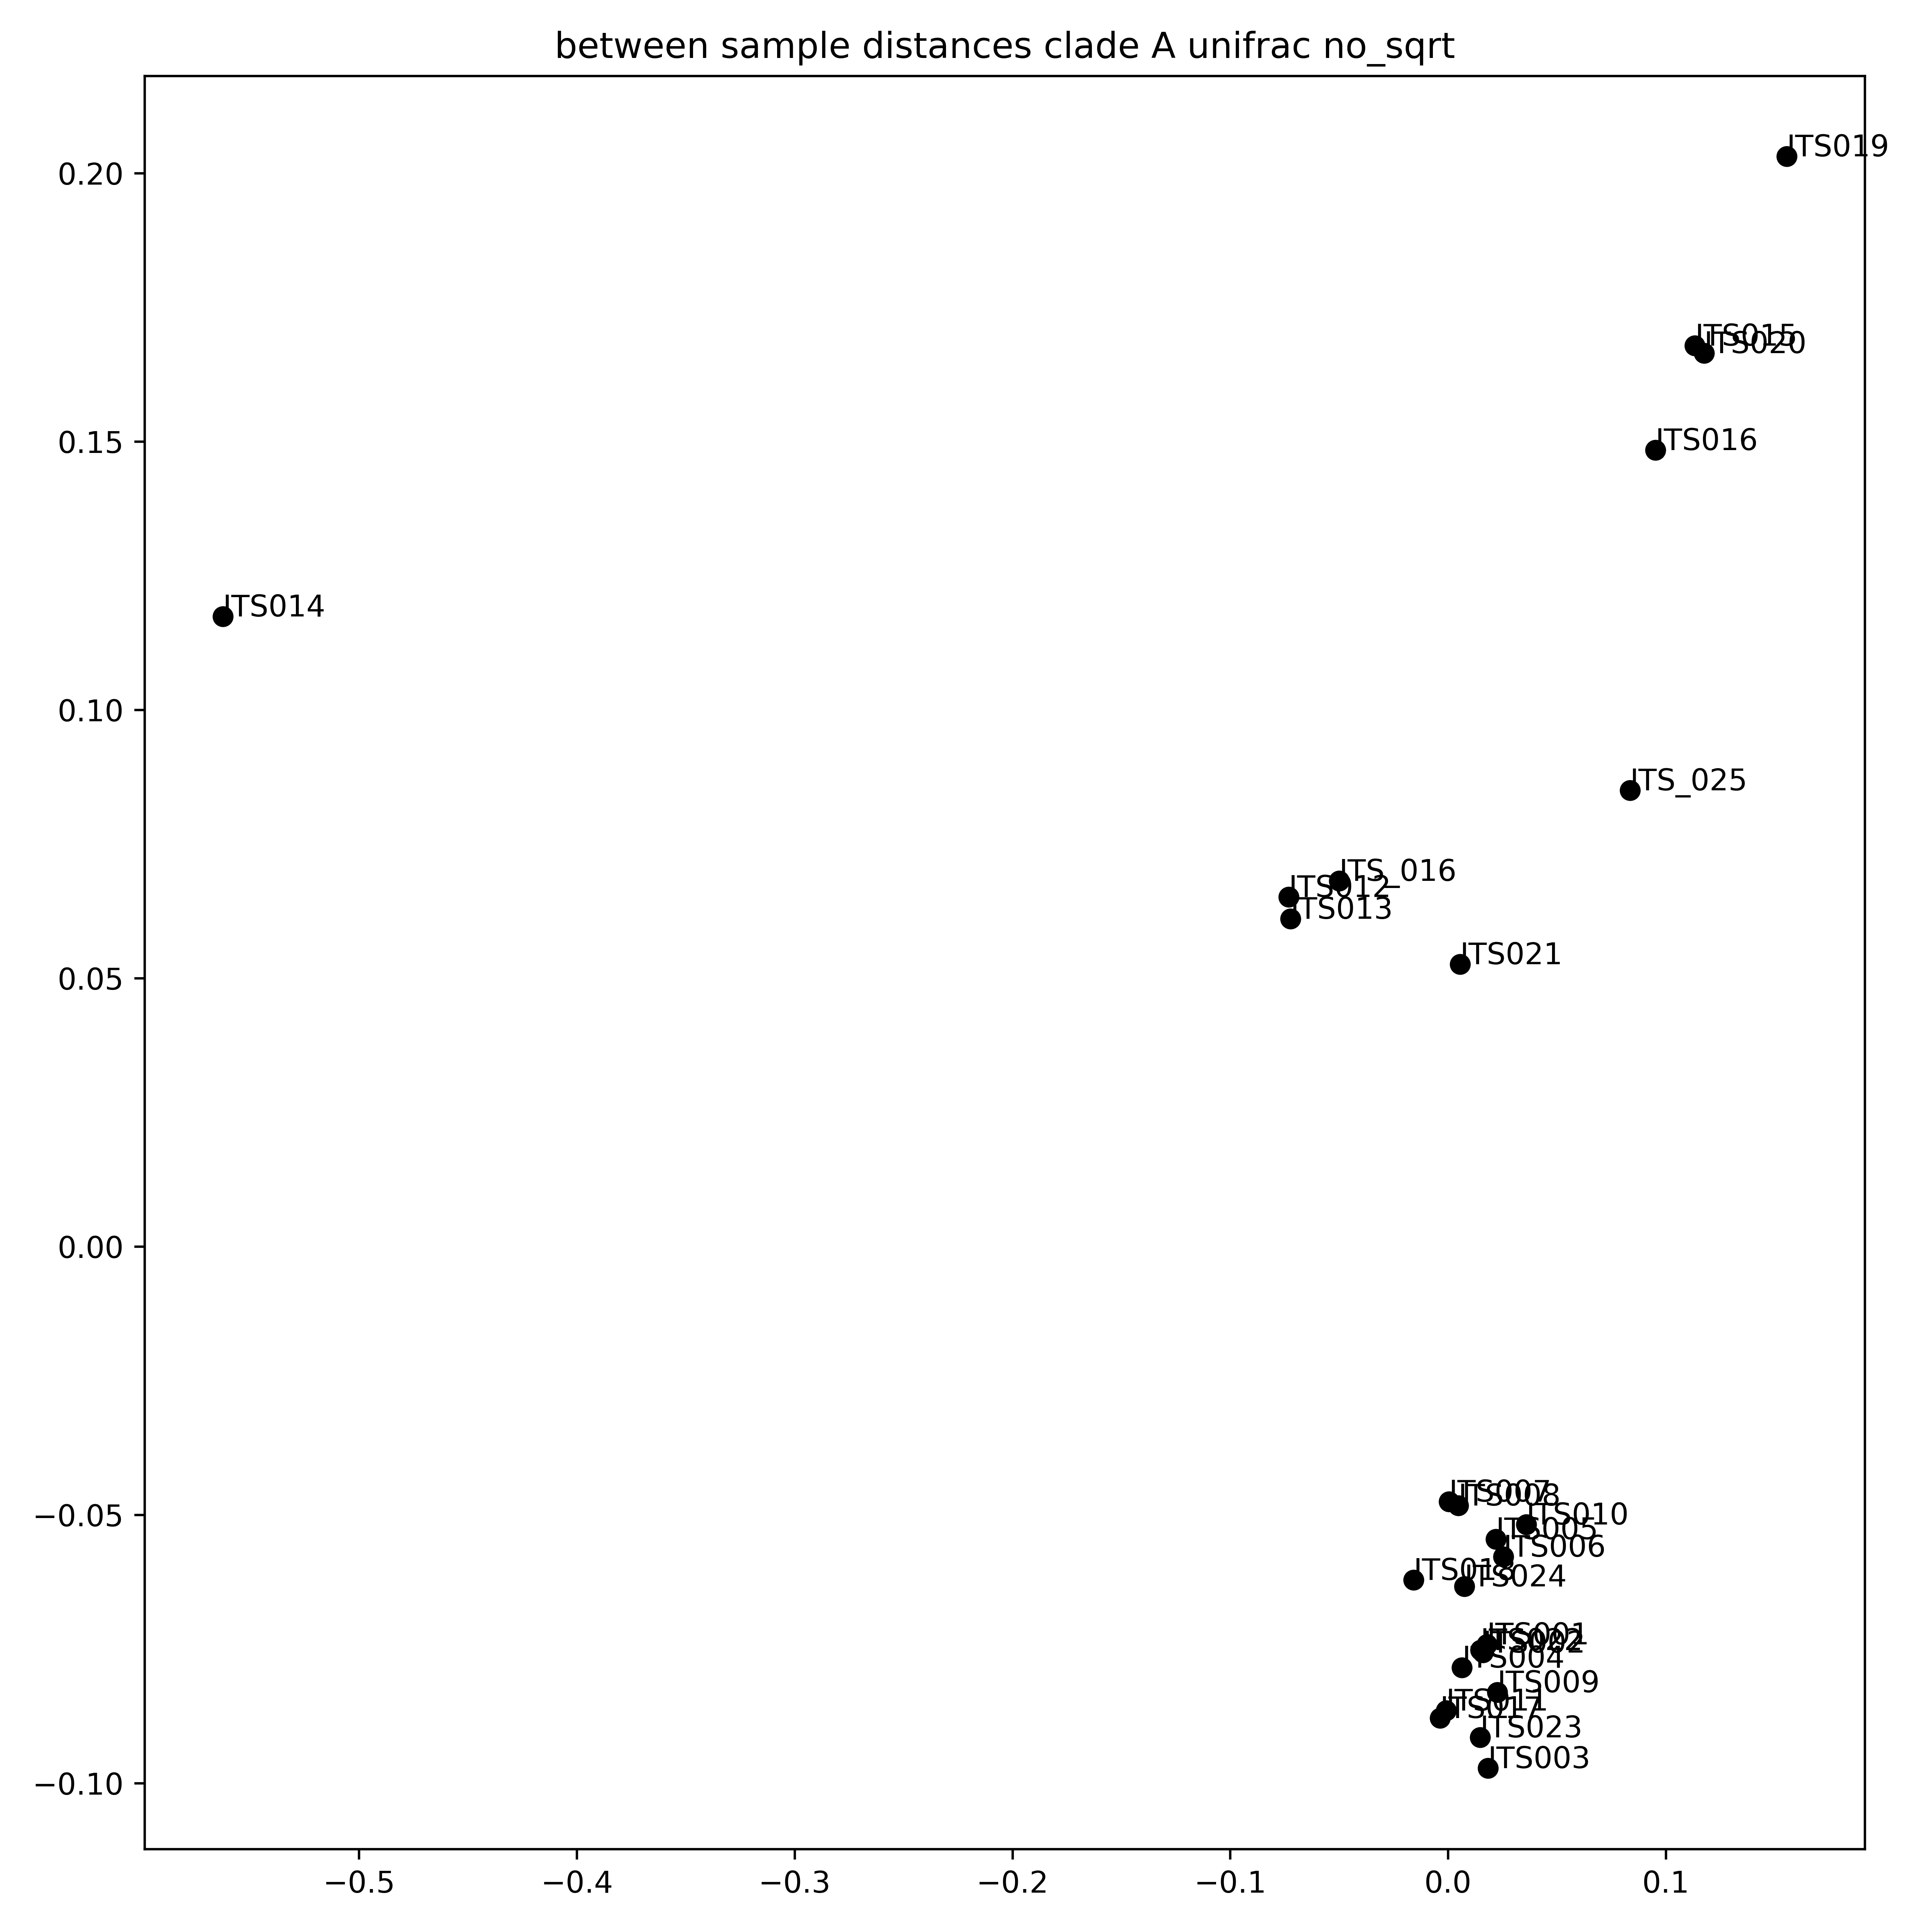 between sample distances clade A unifrac no_sqrt
ITS019
0.20
ITS015
ITS020
0.15
ITS016
ITS014
0.10
ITS_025
ITS_016
ITS012
ITS013
0.05
ITS021
0.00
ITS007
ITS008
−0.05
ITS010
ITS005
ITS006
ITS018
ITS024
ITS001
ITS002
ITS004
ITS009
ITS011
ITS017
ITS023
ITS003
−0.10
−0.5 −0.4 −0.3 −0.2 −0.1 0.0 0.1